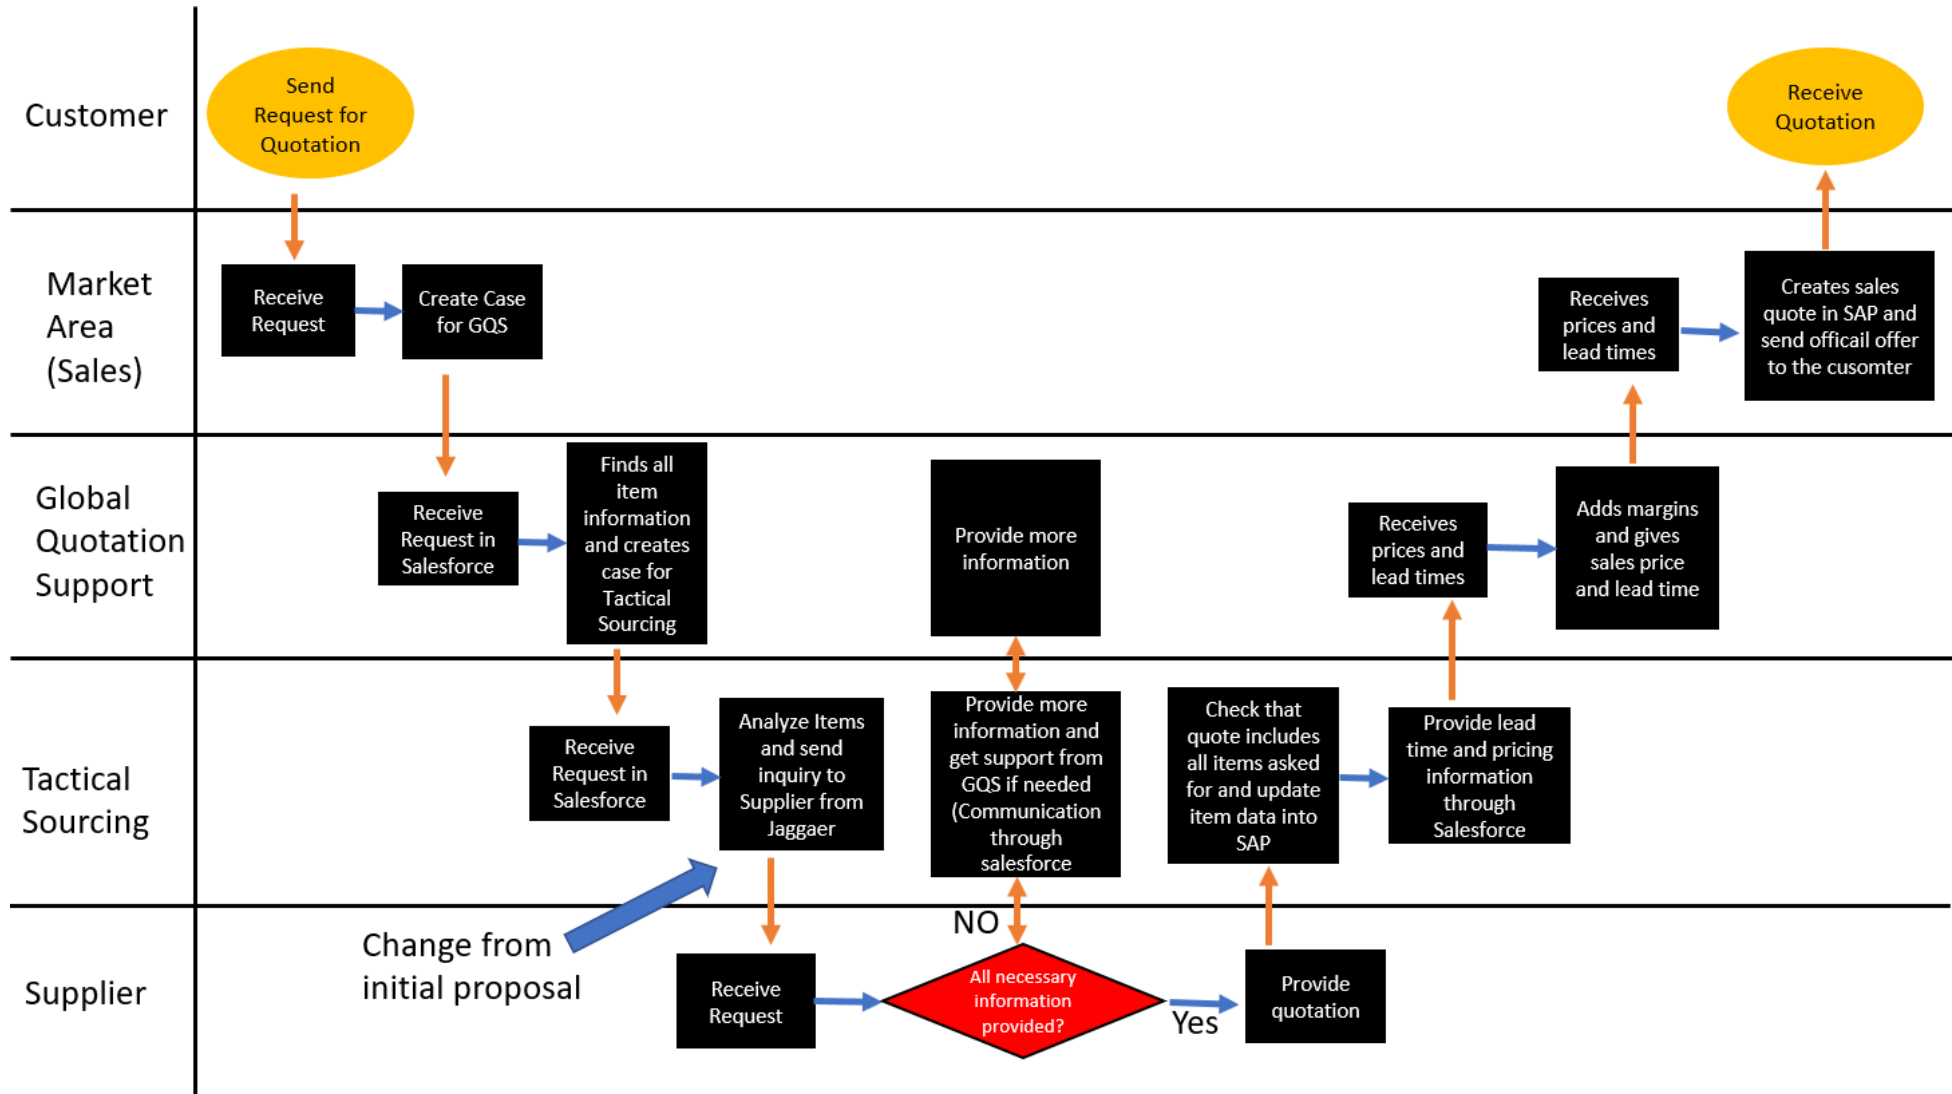 Customer
Send
Request for
Quotation
Receive
Quotation
Market
Area
(Sales)
Receive
Request
Create Case
for GQS
Receives
prices and
lead times
Creates sales
quote in SAP and
send officail offer
to the cusomter
Global
Quotation
Support
Receive
Request in
Salesforce
Finds all
item
information
and creates
case for
Tactical
Sourcing
Provide more
information
Receives
prices and
lead times
Adds margins
and gives
sales price
and lead time
Tactical
Sourcing
Receive
Request in
Salesforce
Analyze Items
and send
inquiry to
Supplier from
Jaggaer
Provide more
information and
get support from
GQS if needed
(Communication
through
salesforce
Check that
quote includes
all items asked
for and update
item data into
SAP
Provide lead
time and pricing
information
through
Salesforce
Supplier
Change from
initial proposal
Receive
Request
NO
All necessary
information
provided?
Yes
Provide
quotation